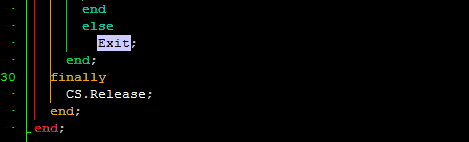 end
else
Exit;
end;
30 finally
CS.Release;
end;
end;